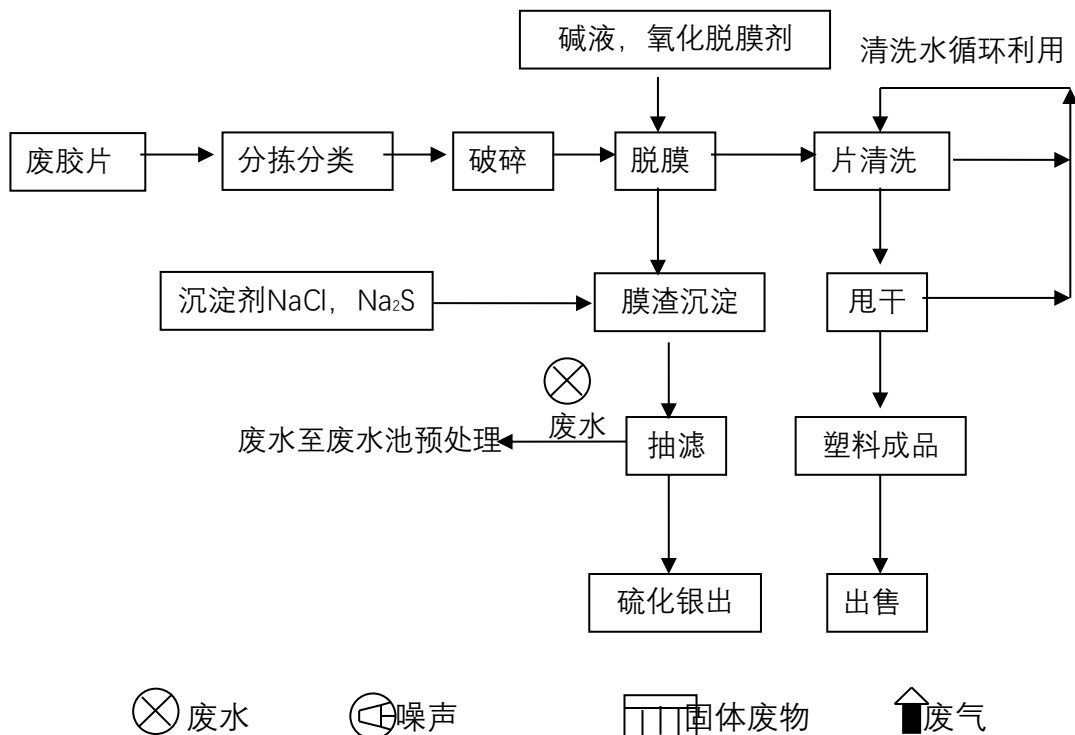 碱液，氧化脱膜剂
清洗水循环利用
废胶片
分拣分类
破碎
脱膜
片清洗
沉淀剂NaCl，Na₂S
膜渣沉淀
甩干
废水至废水池预处理
废水
抽滤
塑料成品
硫化银出
出售
废水
噪声
固体废物
废气